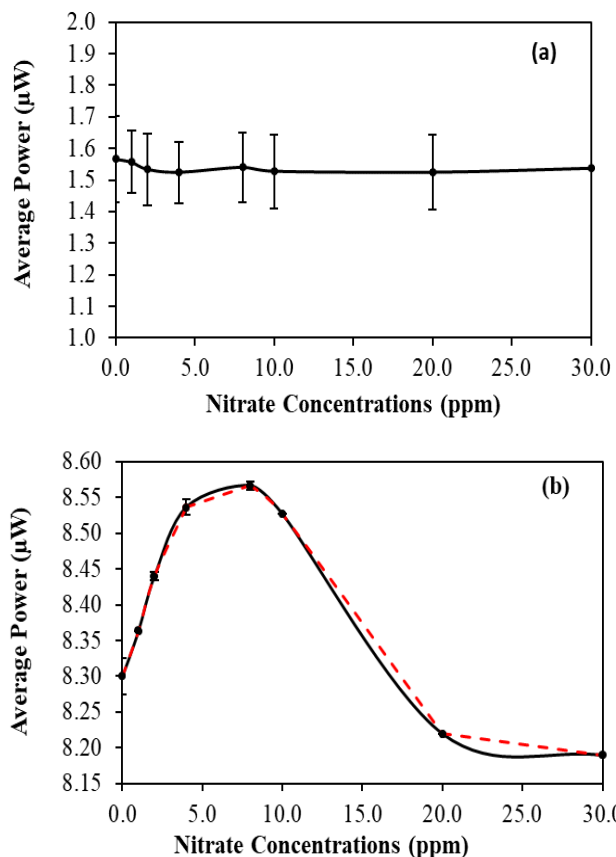 (a)
Average Power (µW)
2.0
1.9
1.8
1.7
1.6
1.5
1.4
1.3
1.2
1.1
1.0
0.0 5.0 10.0 15.0 20.0 25.0 30.0
Nitrate Concentrations (ppm)
(b)
Average Power (µW)
8.60
8.55
8.50
8.45
8.40
8.35
8.30
8.25
8.20
8.15
0.0 5.0 10.0 15.0 20.0 25.0 30.0
Nitrate Concentrations (ppm)